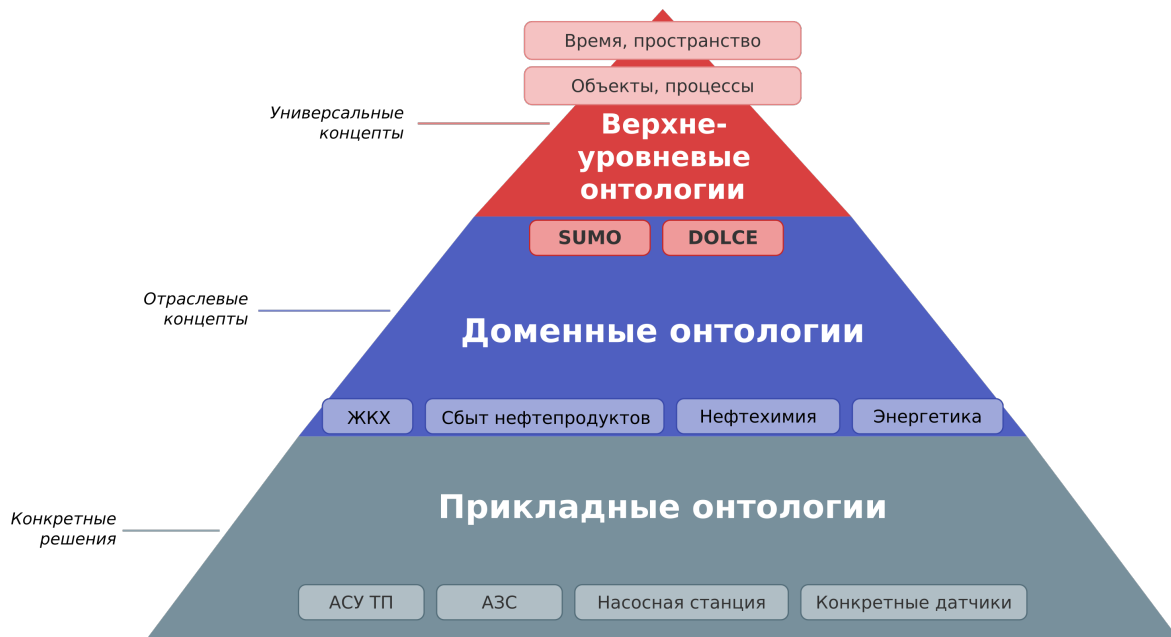 Время, пространство
Объекты, процессы
Универсальные
концепты
Верхне-
уровневые
онтологии
SUMO
DOLCE
Отраслевые
концепты
Доменные онтологии
ЖКХ
Сбыт нефтепродуктов
Нефтехимия
Энергетика
Прикладные онтологии
Конкретные
решения
АСУ ТП
АЗС
Насосная станция
Конкретные датчики